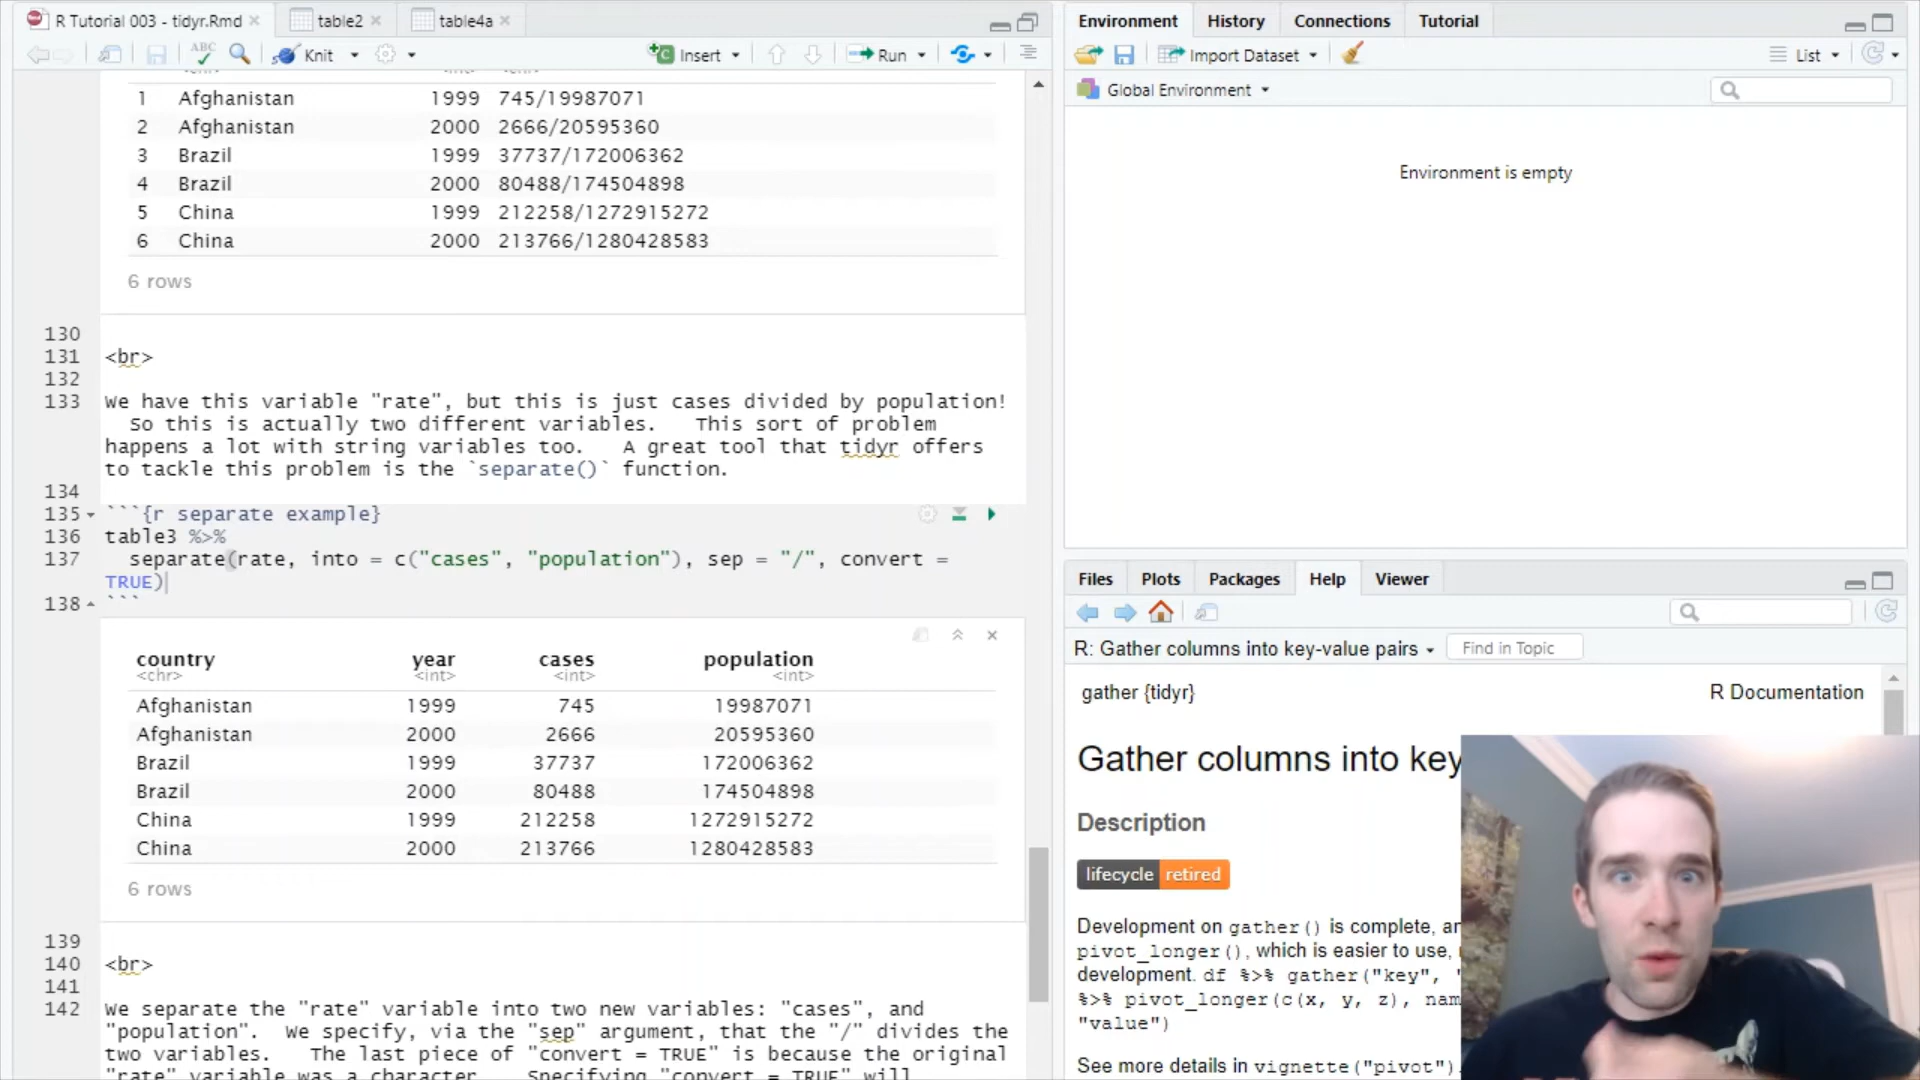 R Tutorial 003 - tidyr.Rmd
table2
table4a
ABC
Knit
Insert
Run
1 Afghanistan 1999 745/19987071
2 Afghanistan 2000 2666/20595360
3 Brazil 1999 37737/172006362
4 Brazil 2000 80488/174504898
5 China 1999 212258/1272915272
6 China 2000 213766/1280428583
6 rows
130
131 <br>
132
133 We have this variable "rate", but this is just cases divided by population!
So this is actually two different variables. This sort of problem
happens a lot with string variables too. A great tool that tidyr offers
to tackle this problem is the `separate()` function.
134
135 ```{r separate example}
136 table3 %>%
137 separate(rate, into = c("cases", "population"), sep = "/", convert =
TRUE)
138 ```
country year cases population
<chr> <int> <int> <int>
Afghanistan 1999 745 19987071
Afghanistan 2000 2666 20595360
Brazil 1999 37737 172006362
Brazil 2000 80488 174504898
China 1999 212258 1272915272
China 2000 213766 1280428583
6 rows
139
140 <br>
141
142 We separate the "rate" variable into two new variables: "cases", and
"population". We specify, via the "sep" argument, that the "/" divides the
two variables. The last piece of "convert = TRUE" is because the original
"rate" variable was a character. Specifying "convert = TRUE" will
Environment History Connections Tutorial
Import Dataset
List
Global Environment
Environment is empty
Files Plots Packages Help Viewer
R: Gather columns into key-value pairs
Find in Topic
gather {tidyr}
R Documentation
Gather columns into key
Description
lifecycle retired
Development on gather() is complete, an
pivot_longer(), which is easier to use,
development. df %>% gather("key", "
%>% pivot_longer(c(x, y, z), nam
"value")
See more details in vignette("pivot").